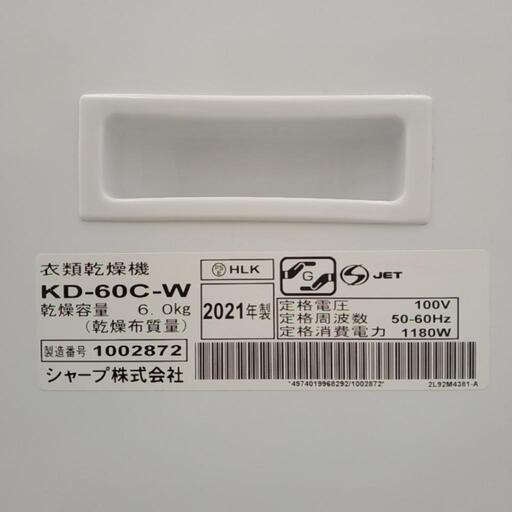 衣類乾燥機
KD-60C-W
乾燥容量 6.0kg
(乾燥布質量)
製造番号 1002872
シャープ株式会社
HLK
2021年製
G
S JET
定格電圧 100V
定格周波数 50-60Hz
定格消費電力 1180W
*4974019968292/1002872*
2L92M4381-A